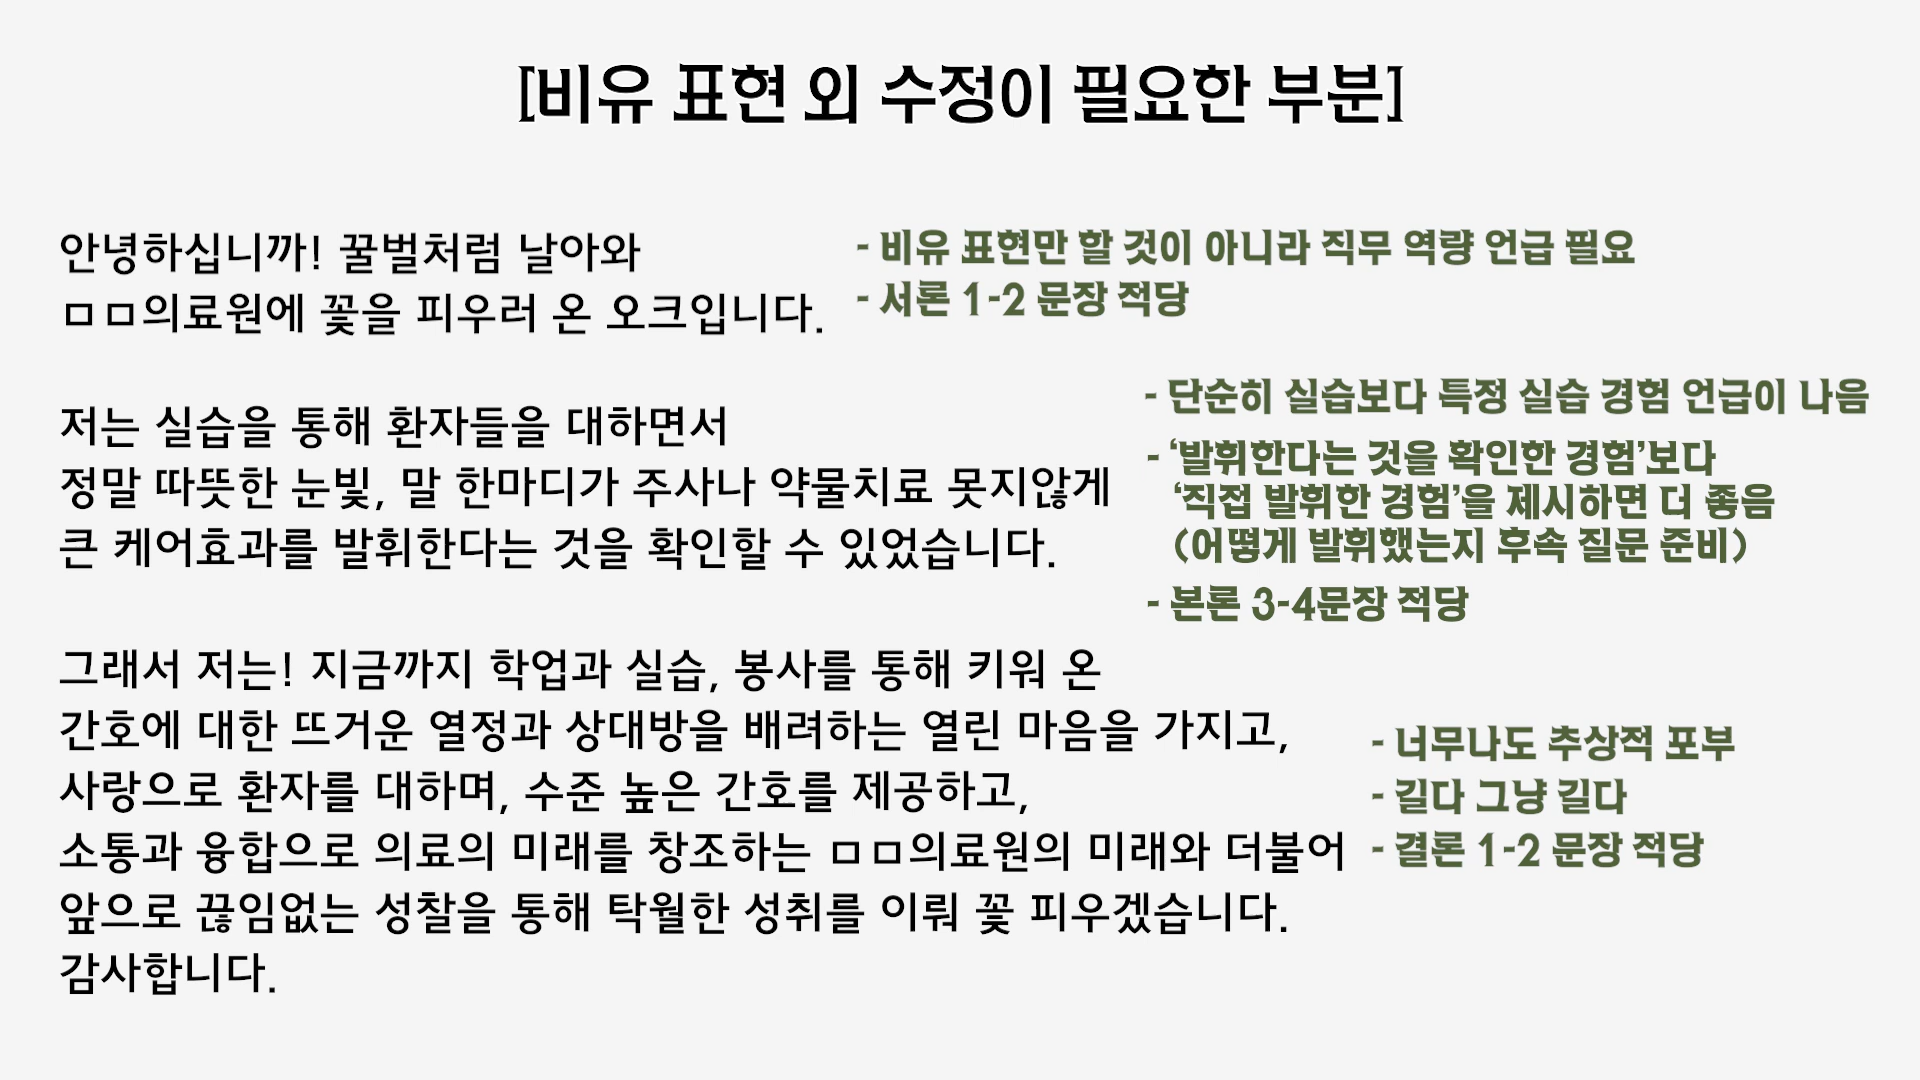 [비유 표현 외 수정이 필요한 부분]
안녕하십니까! 꿀벌처럼 날아와
ㅁㅁ의료원에 꽃을 피우러 온 오크입니다.
- 비유 표현만 할 것이 아니라 직무 역량 언급 필요
- 서론 1-2 문장 적당
저는 실습을 통해 환자들을 대하면서
정말 따뜻한 눈빛, 말 한마디가 주사나 약물치료 못지않게
큰 케어효과를 발휘한다는 것을 확인할 수 있었습니다.
- 단순히 실습보다 특정 실습 경험 언급이 나음
- ‘발휘한다는 것을 확인한 경험’보다
‘직접 발휘한 경험’을 제시하면 더 좋음
(어떻게 발휘했는지 후속 질문 준비)
- 본론 3-4문장 적당
그래서 저는! 지금까지 학업과 실습, 봉사를 통해 키워 온
간호에 대한 뜨거운 열정과 상대방을 배려하는 열린 마음을 가지고,
사랑으로 환자를 대하며, 수준 높은 간호를 제공하고,
소통과 융합으로 의료의 미래를 창조하는 ㅁㅁ의료원의 미래와 더불어
앞으로 끊임없는 성찰을 통해 탁월한 성취를 이뤄 꽃 피우겠습니다.
감사합니다.
- 너무나도 추상적 포부
- 길다 그냥 길다
- 결론 1-2 문장 적당